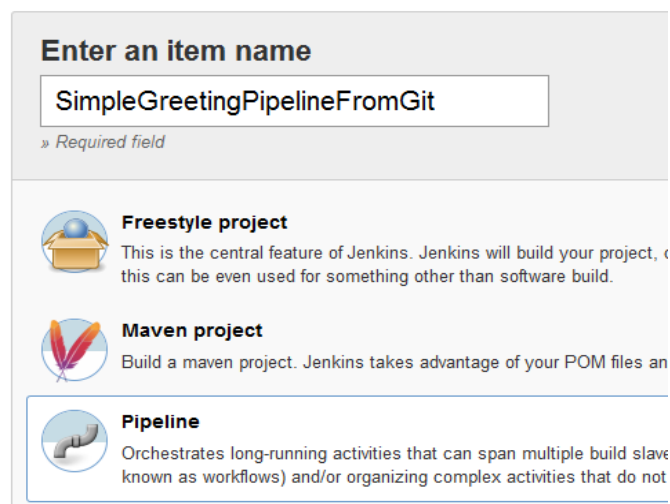 Enter an item name
SimpleGreetingPipelineFromGit
» Required field
Freestyle project
This is the central feature of Jenkins. Jenkins will build your project,
this can be even used for something other than software build.
Maven project
Build a maven project. Jenkins takes advantage of your POM files an
Pipeline
Orchestrates long-running activities that can span multiple build slave
known as workflows) and/or organizing complex activities that do not